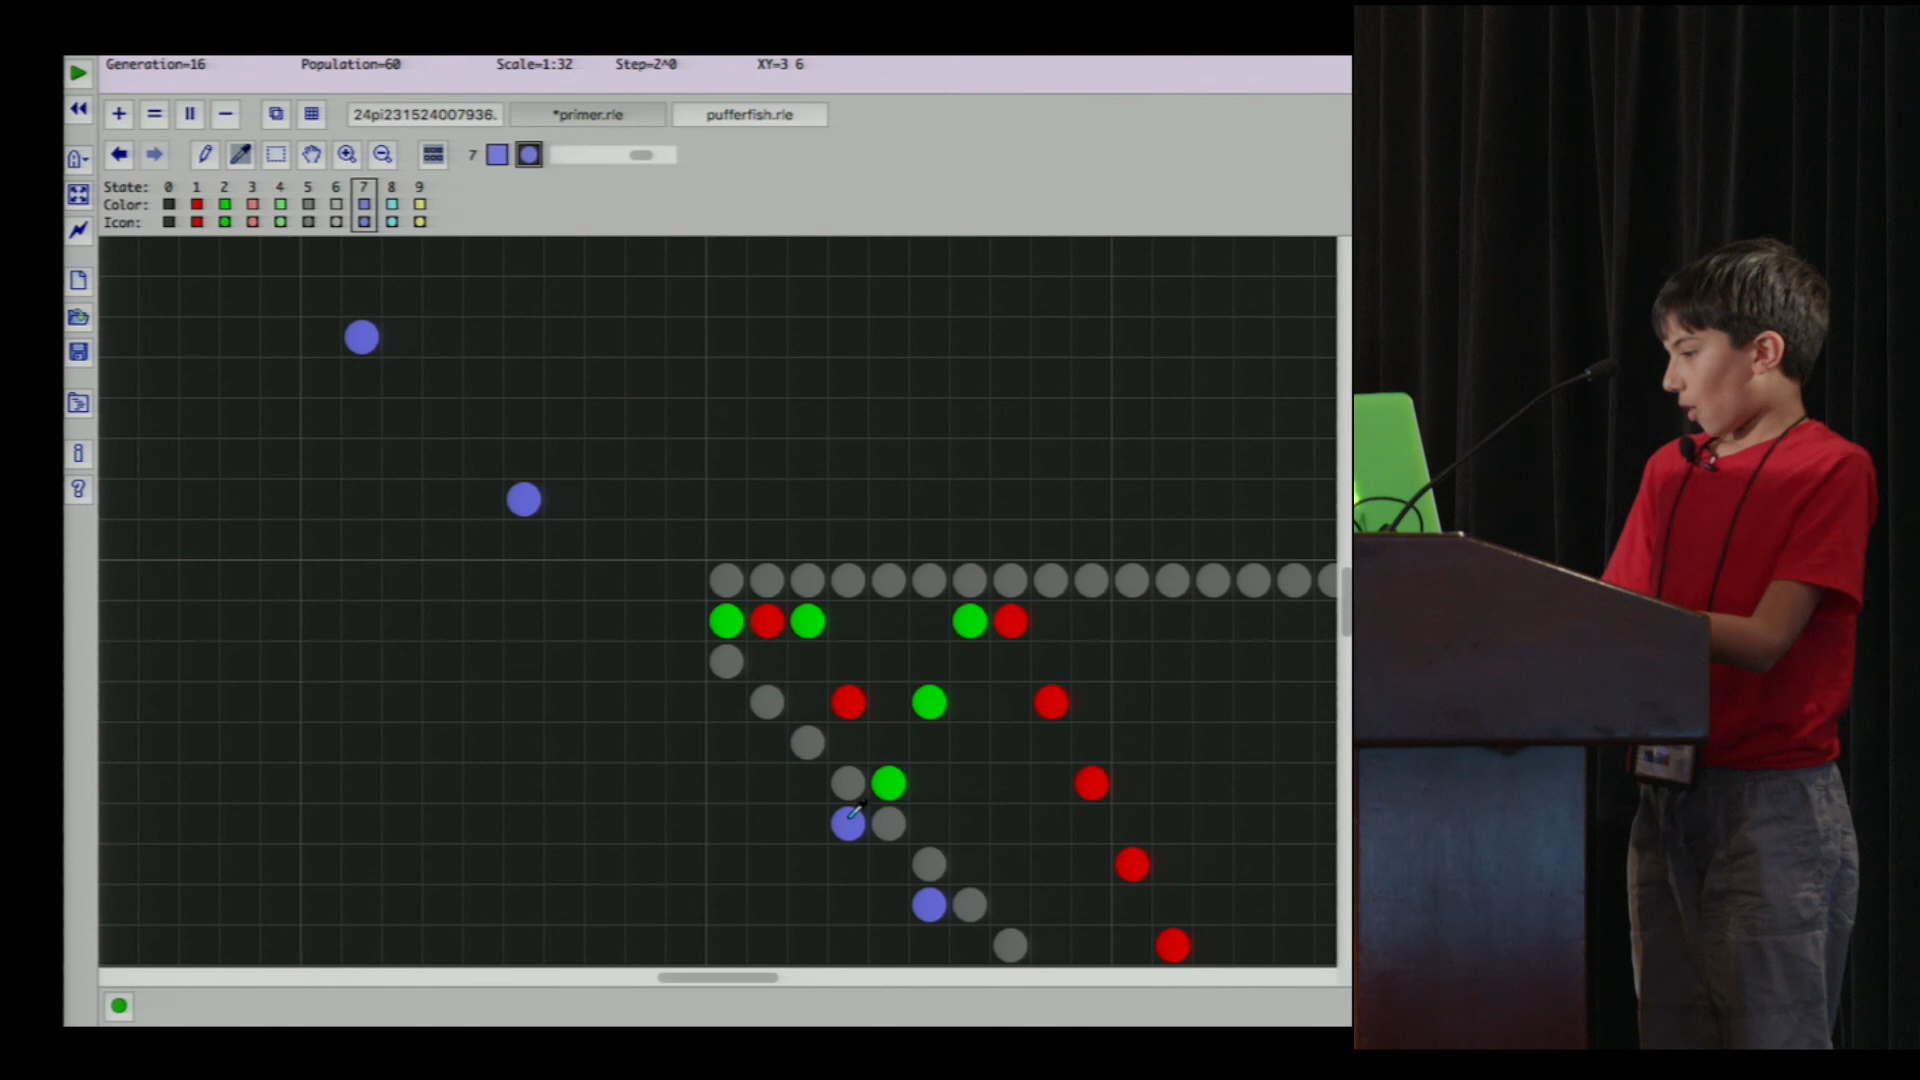 Generation=16 Population=60 Scale=1:32 Step=2^0 XY=3 6
24pi231524007936. *primer.rle pufferfish.rle
7
State: 0 1 2 3 4 5 6 7 8 9
Color:
Icon: